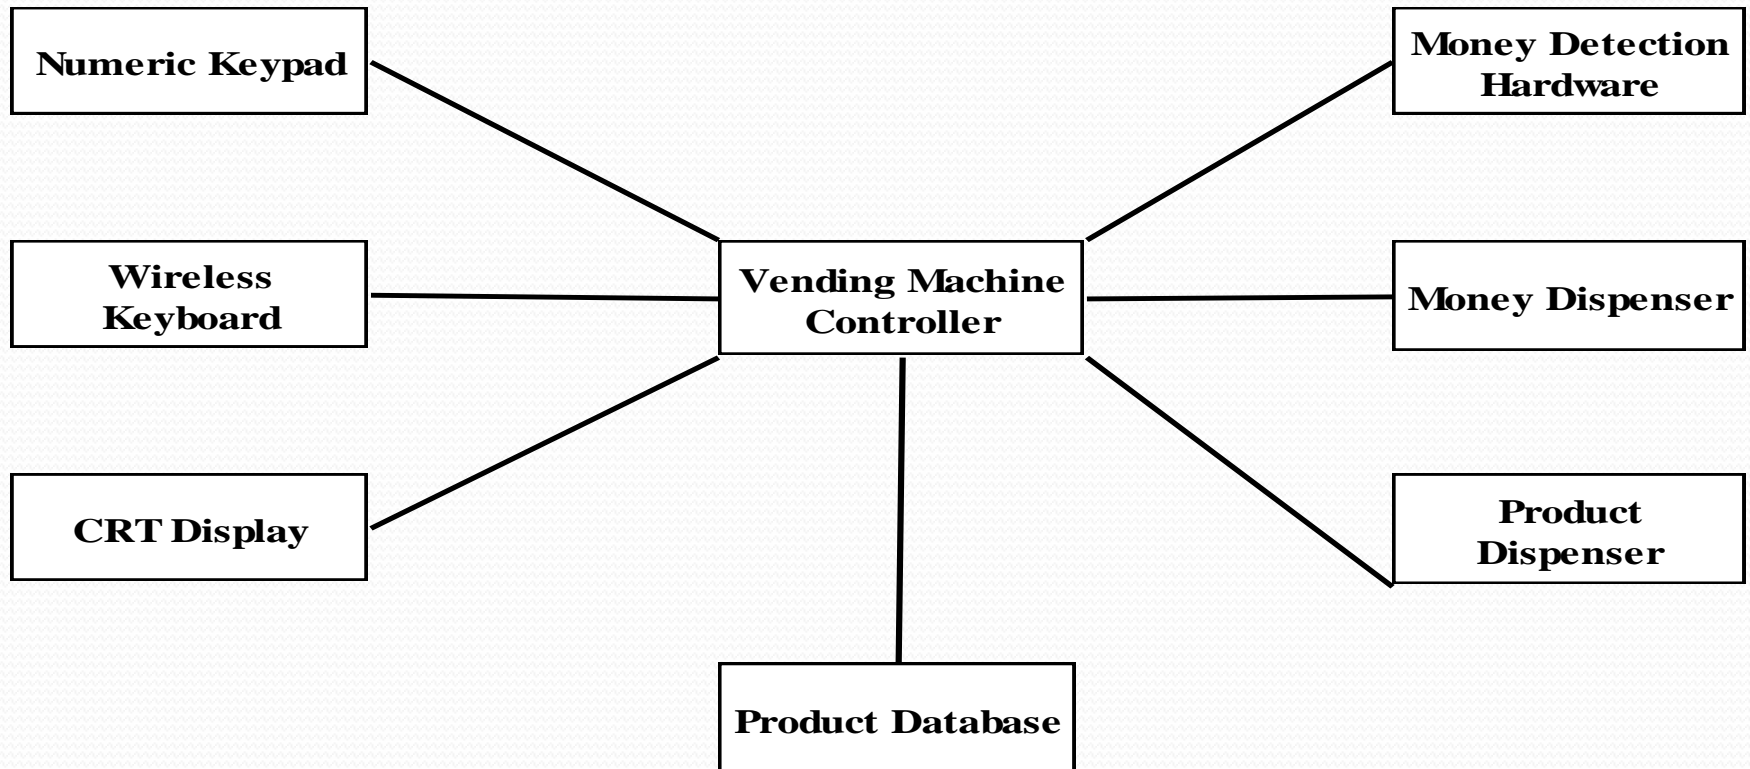 Numeric Keypad
Money Detection
Hardware
Wireless
Keyboard
Vending Machine
Controller
Money Dispenser
CRT Display
Product
Dispenser
Product Database